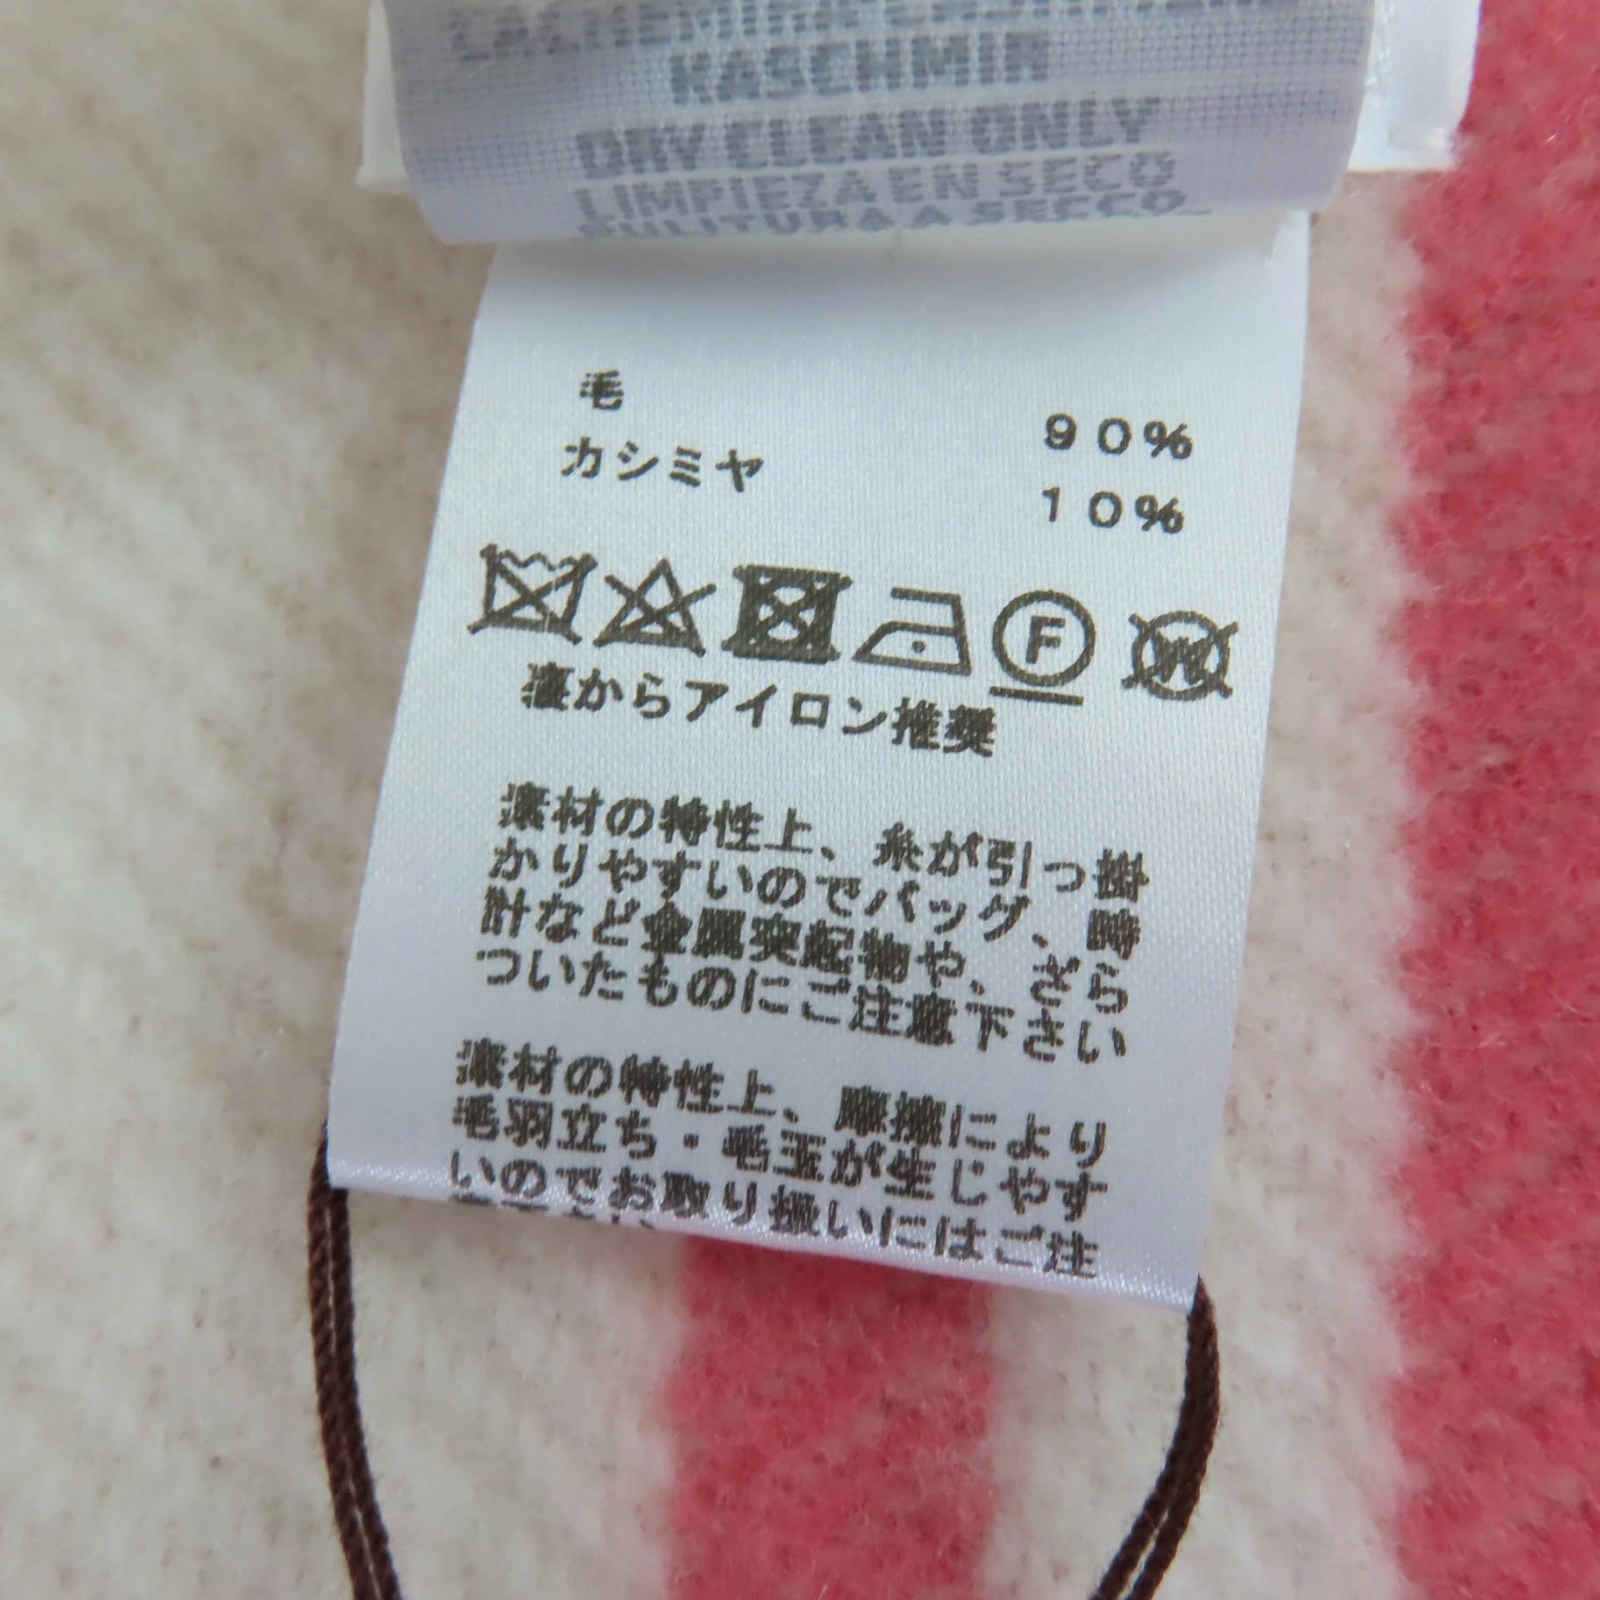 KASCHMIR
DRY CLEAN ONLY
LIMPIEZA EN SECO
PULITURA A SECCO
毛 90%
カシミヤ 10%
F
W
裏からアイロン推奨
素材の特性上、糸が引っ掛
かりやすいのでバッグ、時
計など金属突起物や、ざら
ついたものにご注意下さい
素材の特性上、摩擦により
毛羽立ち・毛玉が生じやす
いのでお取り扱いにはご注